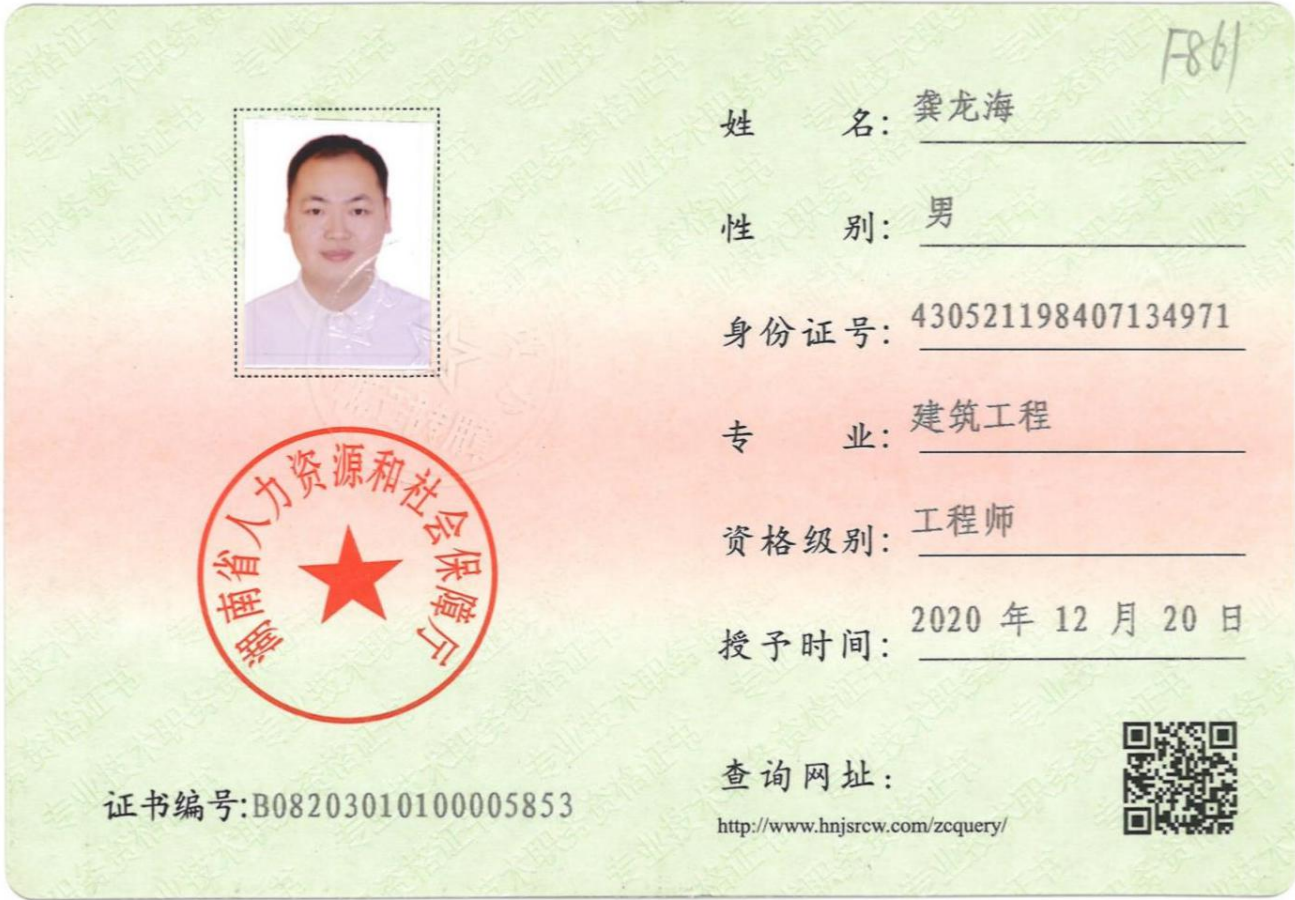 F861
姓名：龚龙海
性别：男
身份证号：430521198407134971
专业：建筑工程
资格级别：工程师
授予时间：2020 年 12 月 20 日
查询网址：
http://www.hnjsrcw.com/zcquery/
湖南省人力资源和社会保障厅
证书编号:B08203010100005853